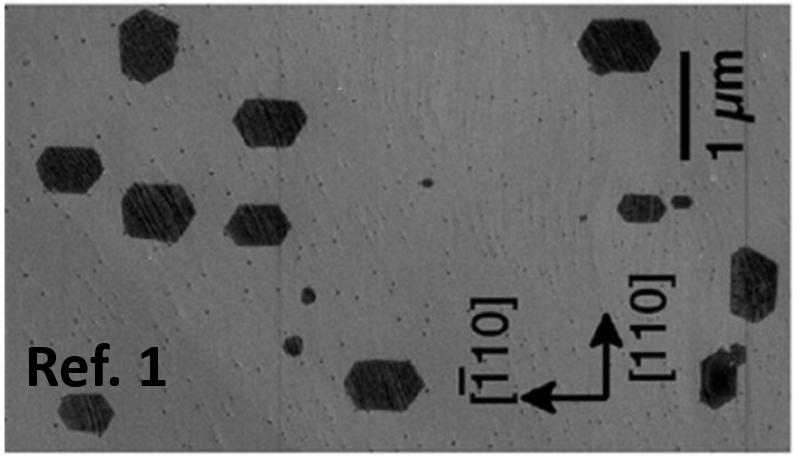 1 µm
[1̅10]
[110]
Ref. 1